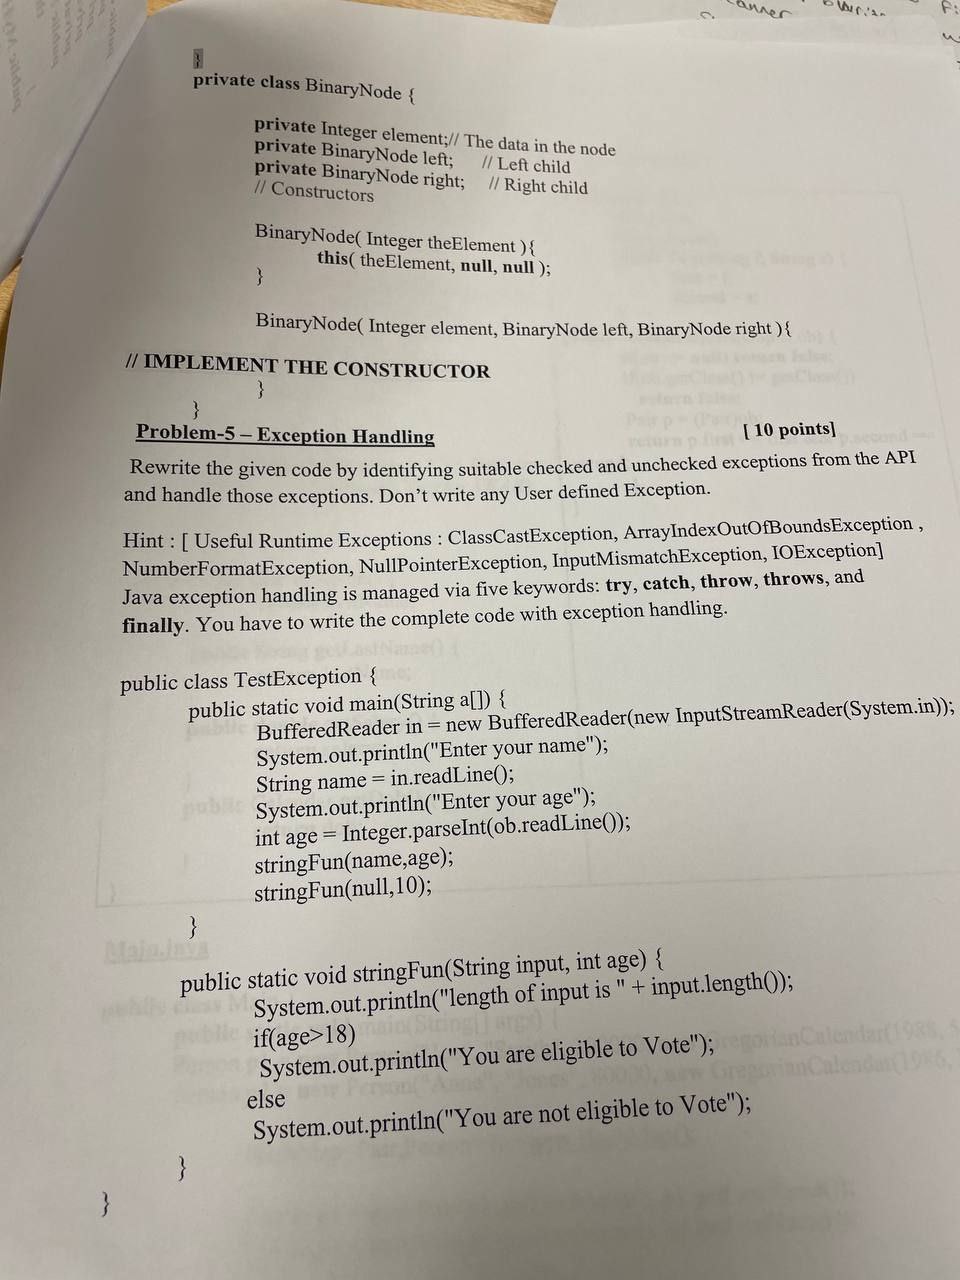 }
private class BinaryNode {
private Integer element;// The data in the node
private BinaryNode left; // Left child
private BinaryNode right; // Right child
// Constructors
BinaryNode( Integer theElement ){
this( theElement, null, null );
}
BinaryNode( Integer element, BinaryNode left, BinaryNode right ){
// IMPLEMENT THE CONSTRUCTOR
}
}
Problem-5 – Exception Handling [ 10 points]
Rewrite the given code by identifying suitable checked and unchecked exceptions from the API
and handle those exceptions. Don't write any User defined Exception.
Hint : [ Useful Runtime Exceptions : ClassCastException, ArrayIndexOutOfBoundsException ,
NumberFormatException, NullPointerException, InputMismatchException, IOException]
Java exception handling is managed via five keywords: try, catch, throw, throws, and
finally. You have to write the complete code with exception handling.
public class TestException {
public static void main(String a[]) {
BufferedReader in = new BufferedReader(new InputStreamReader(System.in));
System.out.println("Enter your name");
String name = in.readLine();
System.out.println("Enter your age");
int age = Integer.parseInt(ob.readLine());
stringFun(name,age);
stringFun(null,10);
}
public static void stringFun(String input, int age) {
System.out.println("length of input is " + input.length());
if(age>18)
System.out.println("You are eligible to Vote");
else
System.out.println("You are not eligible to Vote");
}
}